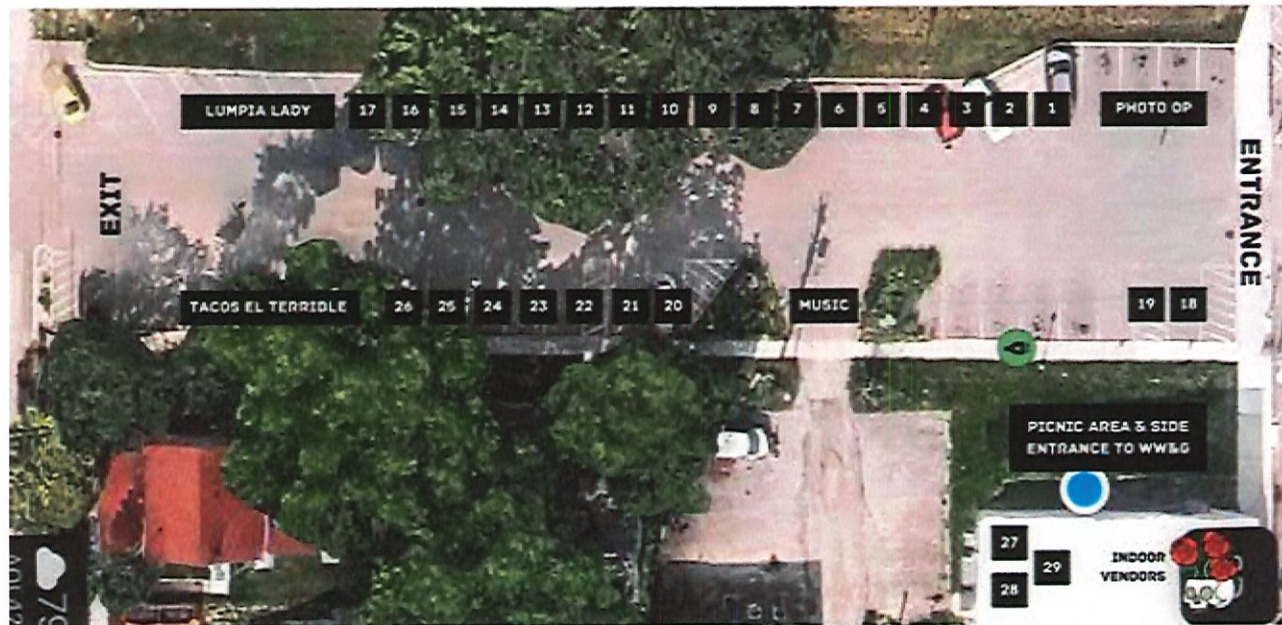 LUMPIA LADY 17 16 15 14 13 12 11 10 9 8 7 6 5 4 3 2 1 PHOTO OP
EXIT
ENTRANCE
TACOS EL TERRIBLE 26 25 24 23 22 21 20 MUSIC 19 18
PICNIC AREA & SIDE
ENTRANCE TO WW&G
27
29
28
INDOOR
VENDORS
79